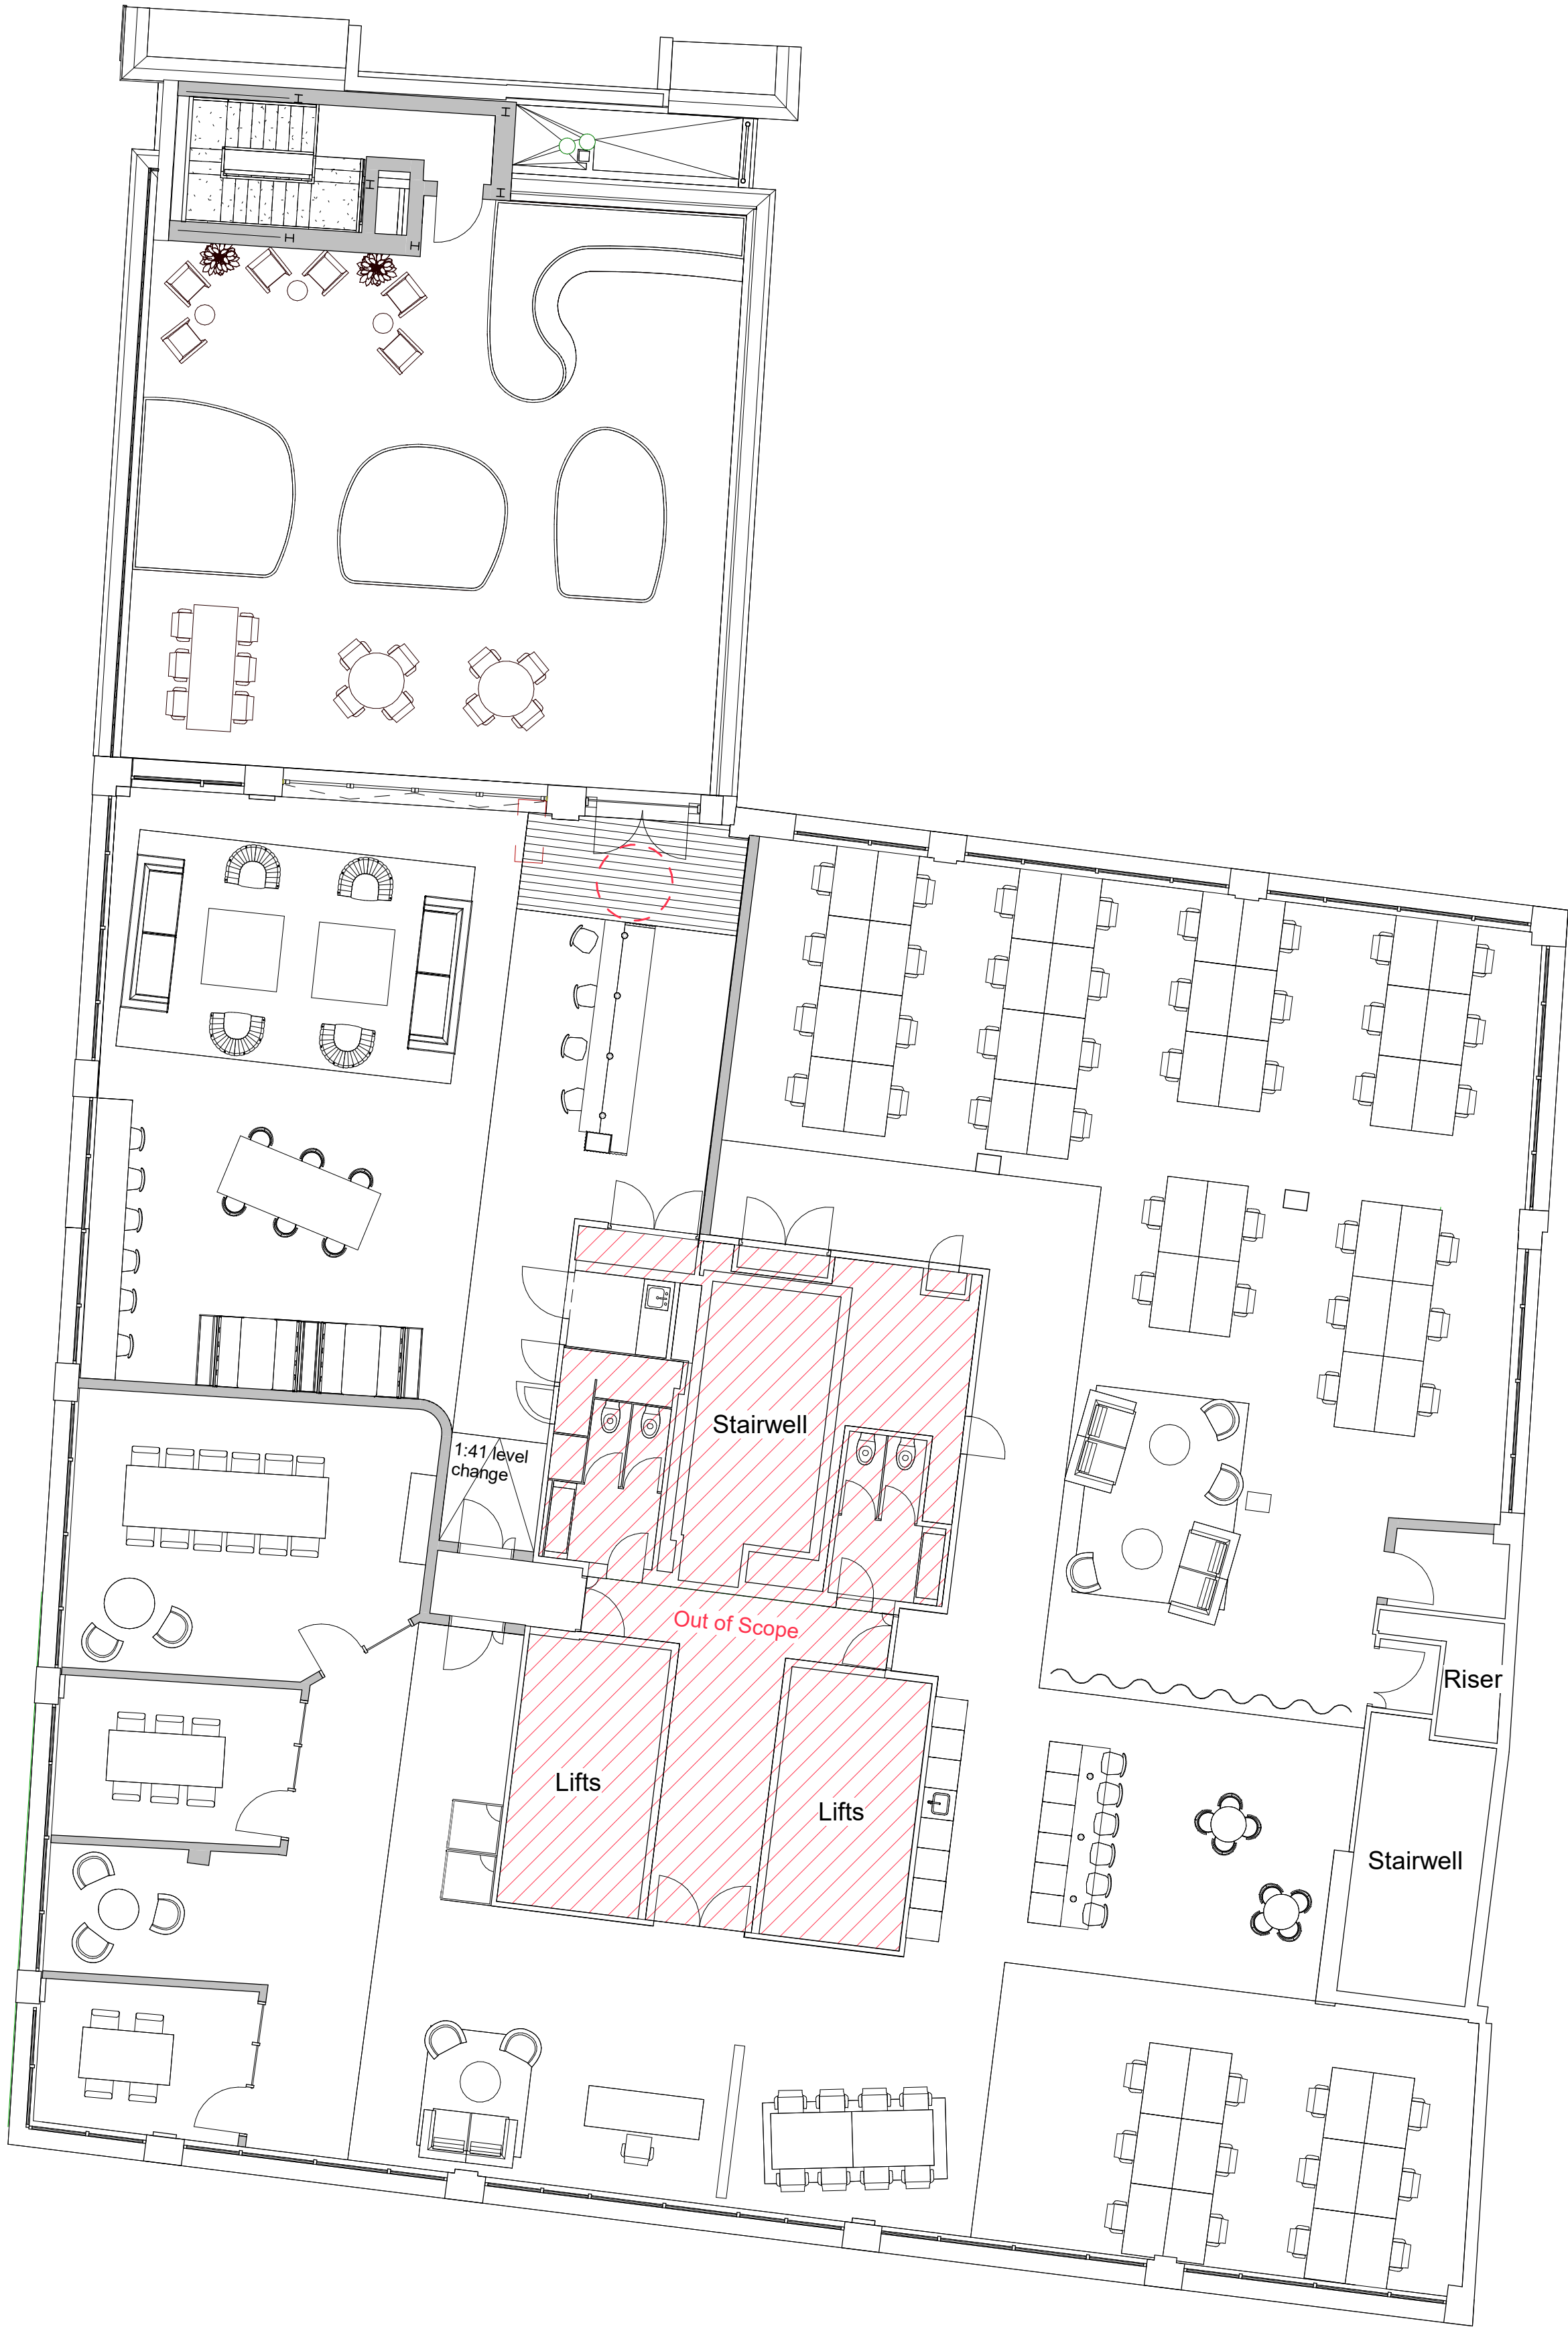 Stairwell
1:41 level
change
Out of Scope
Riser
Lifts
Lifts
Stairwell